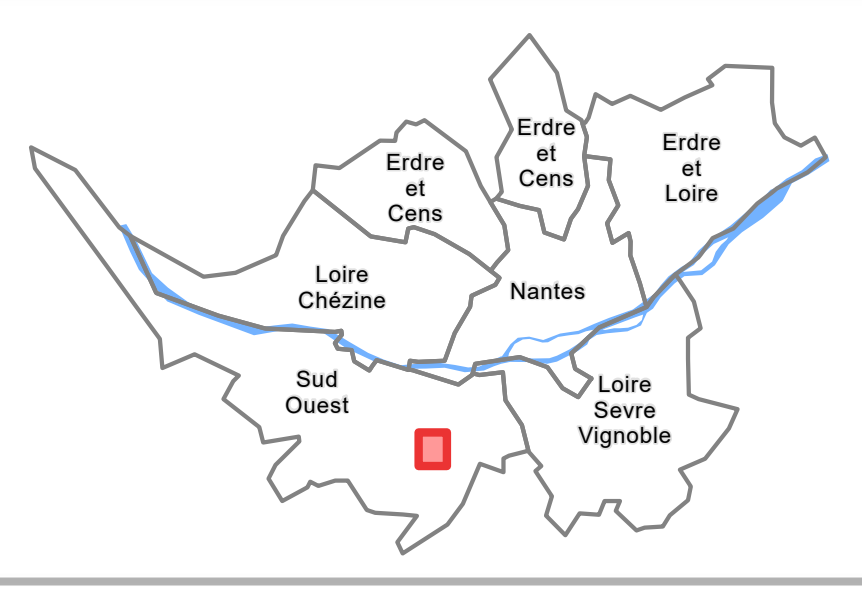 Erdre
et
Cens
Erdre
et
Loire
Erdre
et
Cens
Loire
Chézine
Nantes
Sud
Ouest
Loire
Sevre
Vignoble